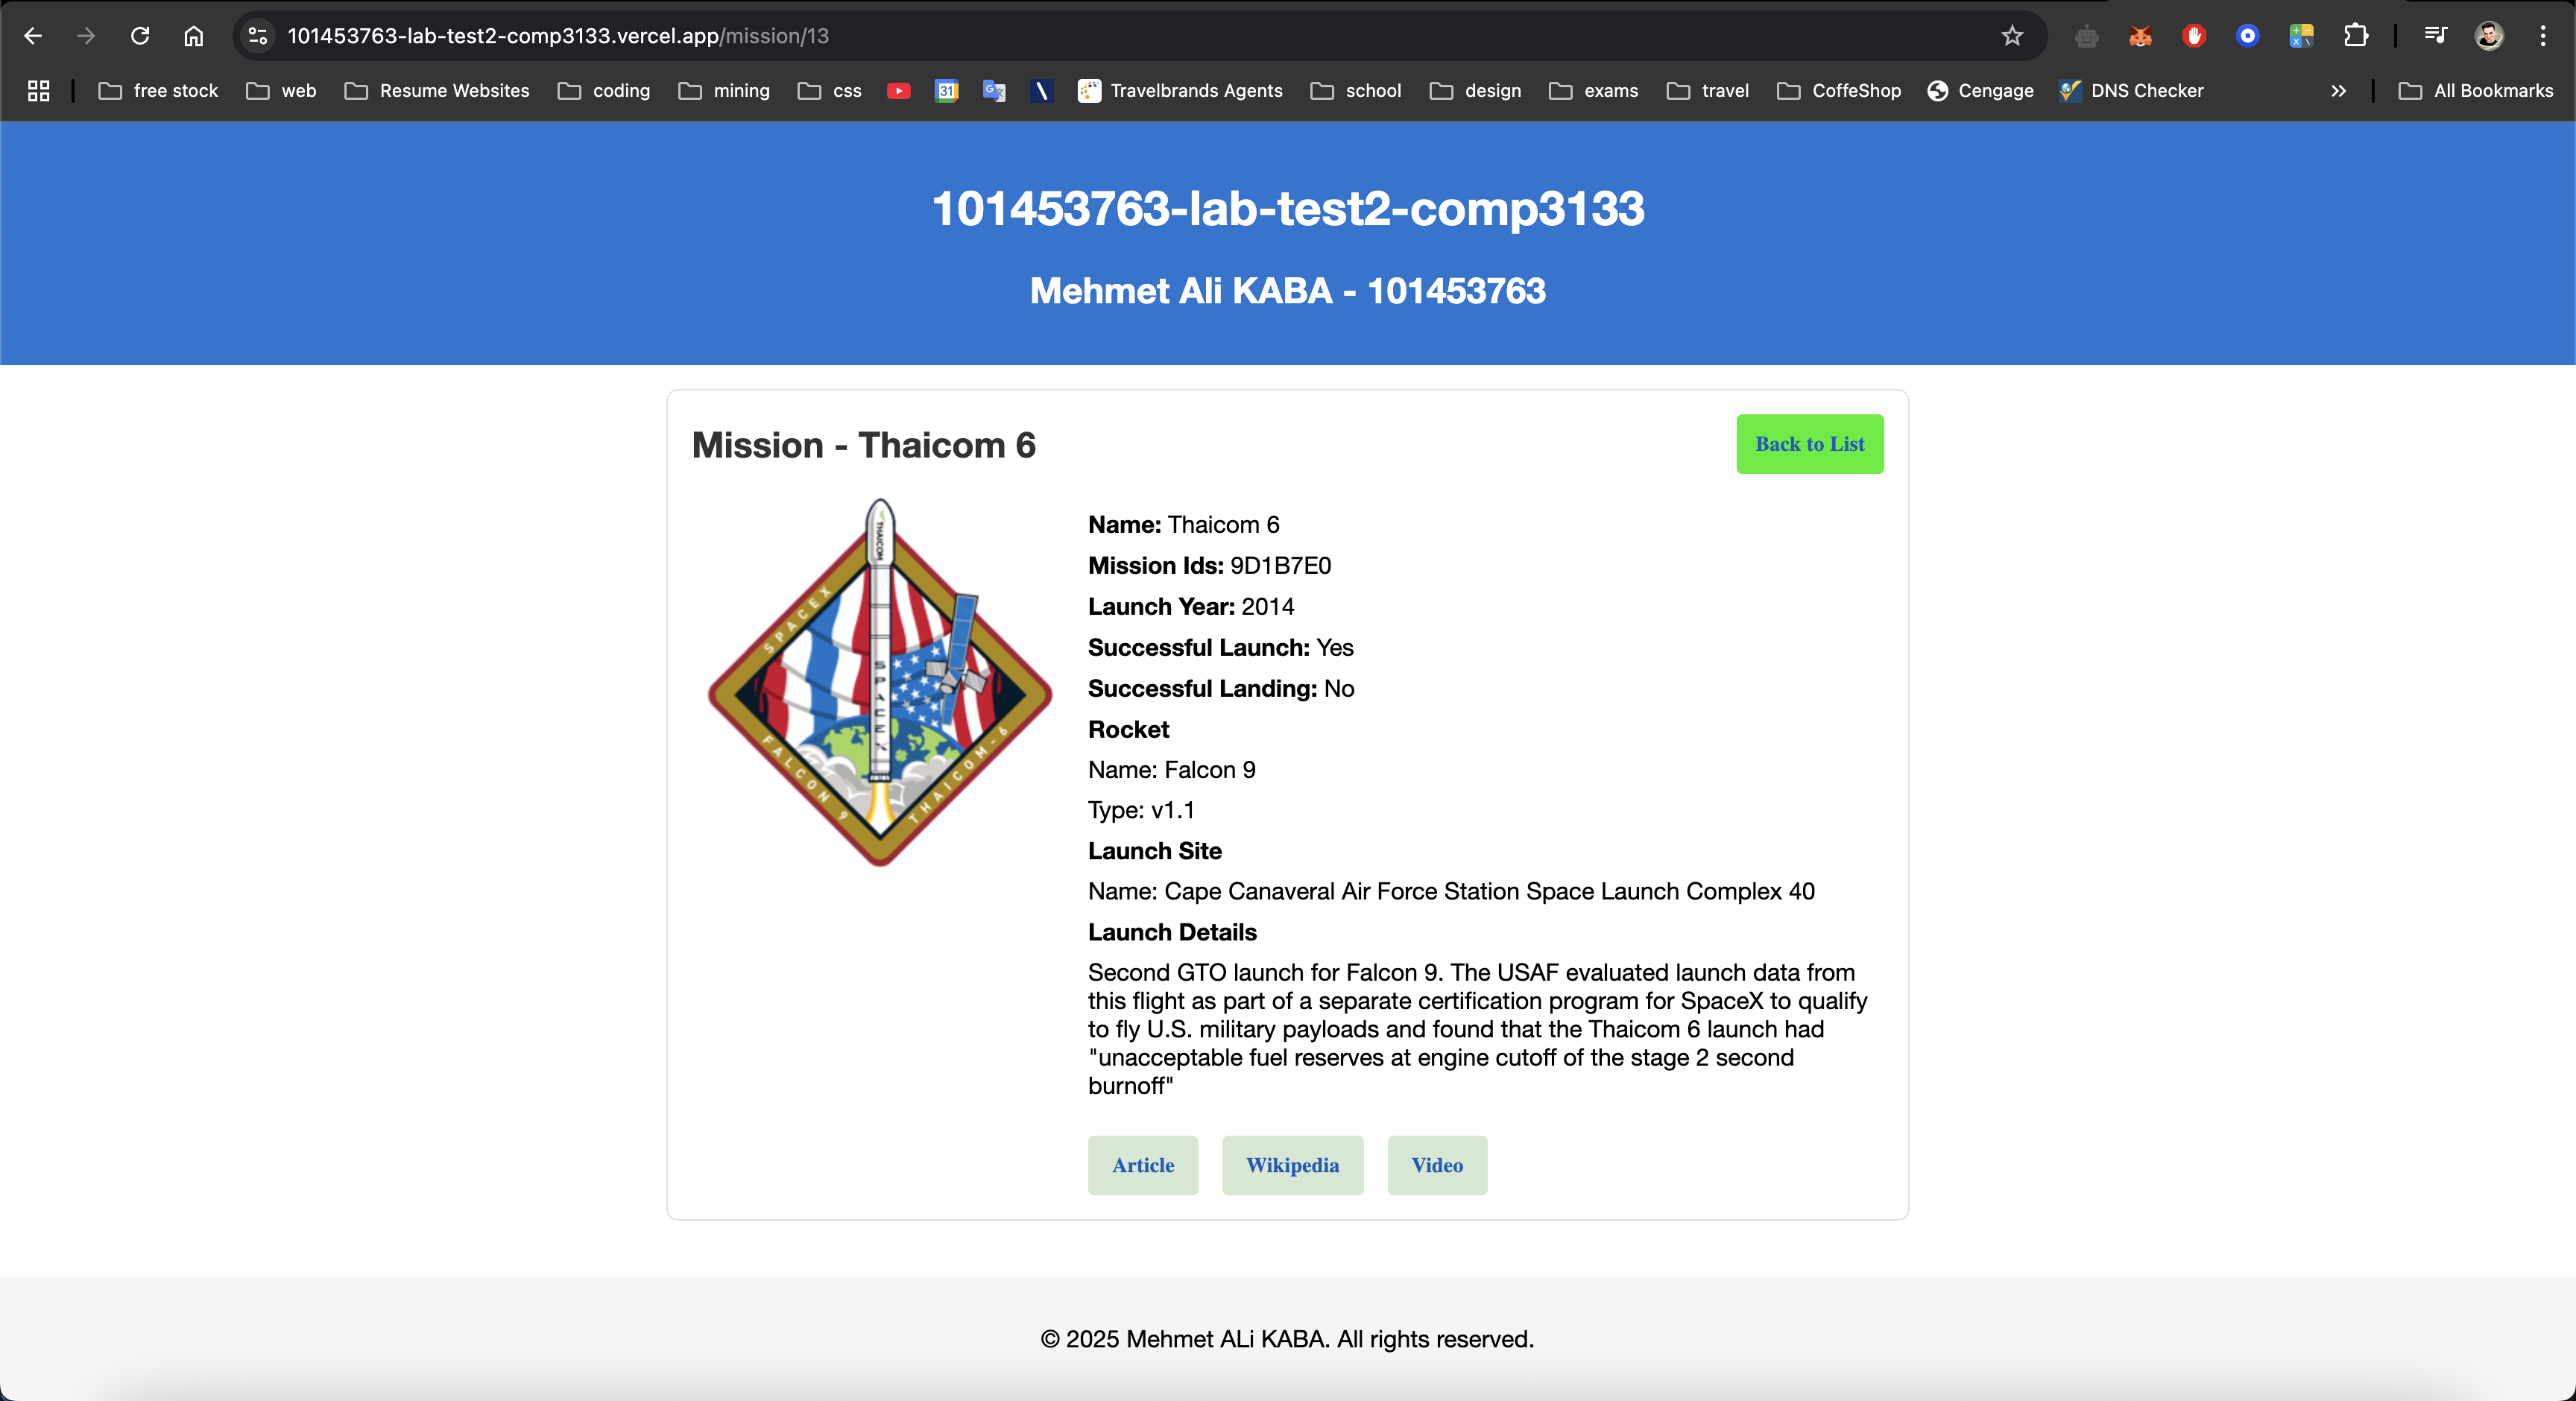 101453763-lab-test2-comp3133.vercel.app/mission/13
free stock web Resume Websites coding mining css 31 Travelbrands Agents school design exams travel CoffeShop Cengage DNS Checker All Bookmarks
101453763-lab-test2-comp3133
Mehmet Ali KABA - 101453763
Mission - Thaicom 6
Back to List
THAICOM
SPACEX
SPACEX
FALCON 9
THAICOM-6
Name: Thaicom 6
Mission Ids: 9D1B7E0
Launch Year: 2014
Successful Launch: Yes
Successful Landing: No
Rocket
Name: Falcon 9
Type: v1.1
Launch Site
Name: Cape Canaveral Air Force Station Space Launch Complex 40
Launch Details
Second GTO launch for Falcon 9. The USAF evaluated launch data from
this flight as part of a separate certification program for SpaceX to qualify
to fly U.S. military payloads and found that the Thaicom 6 launch had
"unacceptable fuel reserves at engine cutoff of the stage 2 second
burnoff"
Article Wikipedia Video
© 2025 Mehmet ALi KABA. All rights reserved.